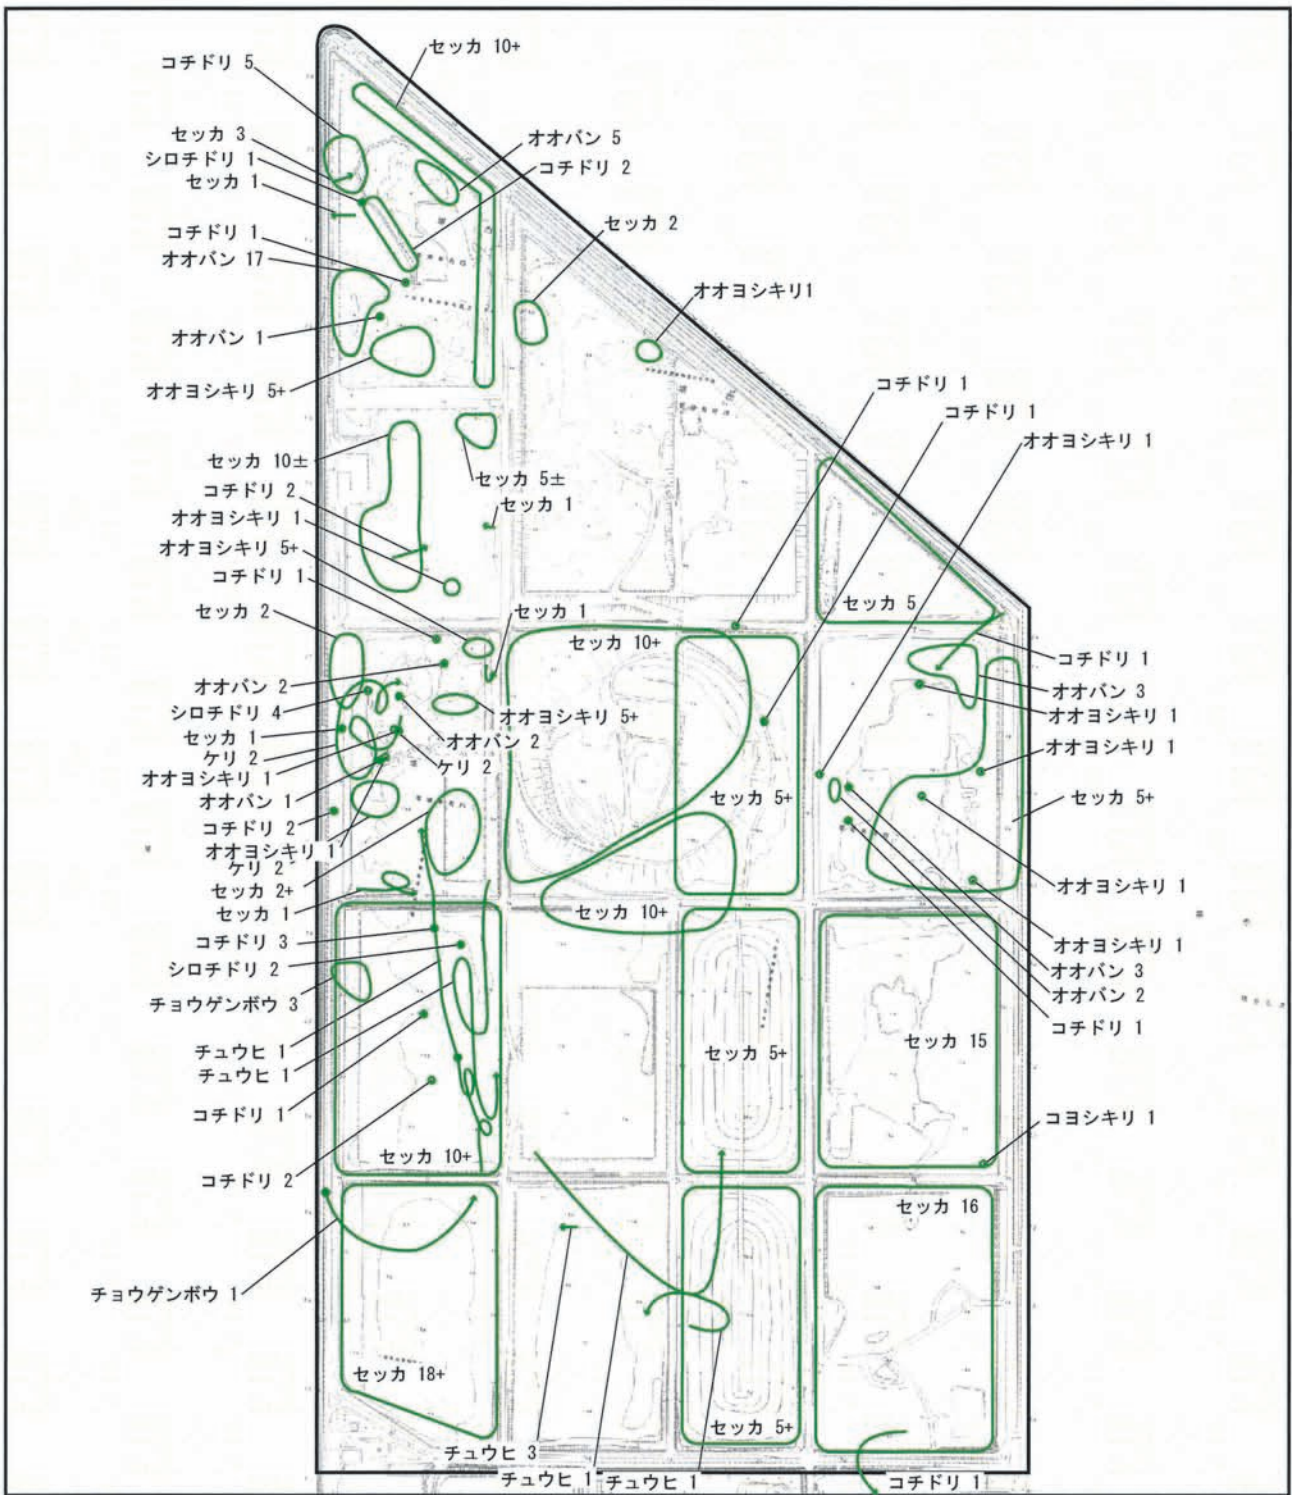 セッカ 10+
コチドリ 5
セッカ 3
シロチドリ 1
セッカ 1
オオバン 5
コチドリ 2
コチドリ 1
オオバン 17
セッカ 2
オオヨシキリ1
オオバン 1
オオヨシキリ 5+
コチドリ 1
コチドリ 1
オオヨシキリ 1
セッカ 10±
セッカ 5±
コチドリ 2
セッカ 1
オオヨシキリ 1
オオヨシキリ 5+
コチドリ 1
セッカ 2
セッカ 1
セッカ 5
セッカ 10+
コチドリ 1
オオバン 2
オオバン 3
シロチドリ 4
オオヨシキリ 5+
オオヨシキリ 1
セッカ 1
オオバン 2
ケリ 2
ケリ 2
オオヨシキリ 1
オオヨシキリ 1
オオバン 1
セッカ 5+
セッカ 5+
コチドリ 2
オオヨシキリ 1
ケリ 2
セッカ 2+
オオヨシキリ 1
セッカ 1
セッカ 10+
コチドリ 3
オオヨシキリ 1
シロチドリ 2
オオバン 3
チョウゲンボウ 3
オオバン 2
コチドリ 1
チュウヒ 1
セッカ 5+
セッカ 15
チュウヒ 1
コチドリ 1
コヨシキリ 1
セッカ 10+
コチドリ 2
セッカ 16
チョウゲンボウ 1
セッカ 18+
セッカ 5+
チュウヒ 3
チュウヒ 1
チュウヒ 1
コチドリ 1